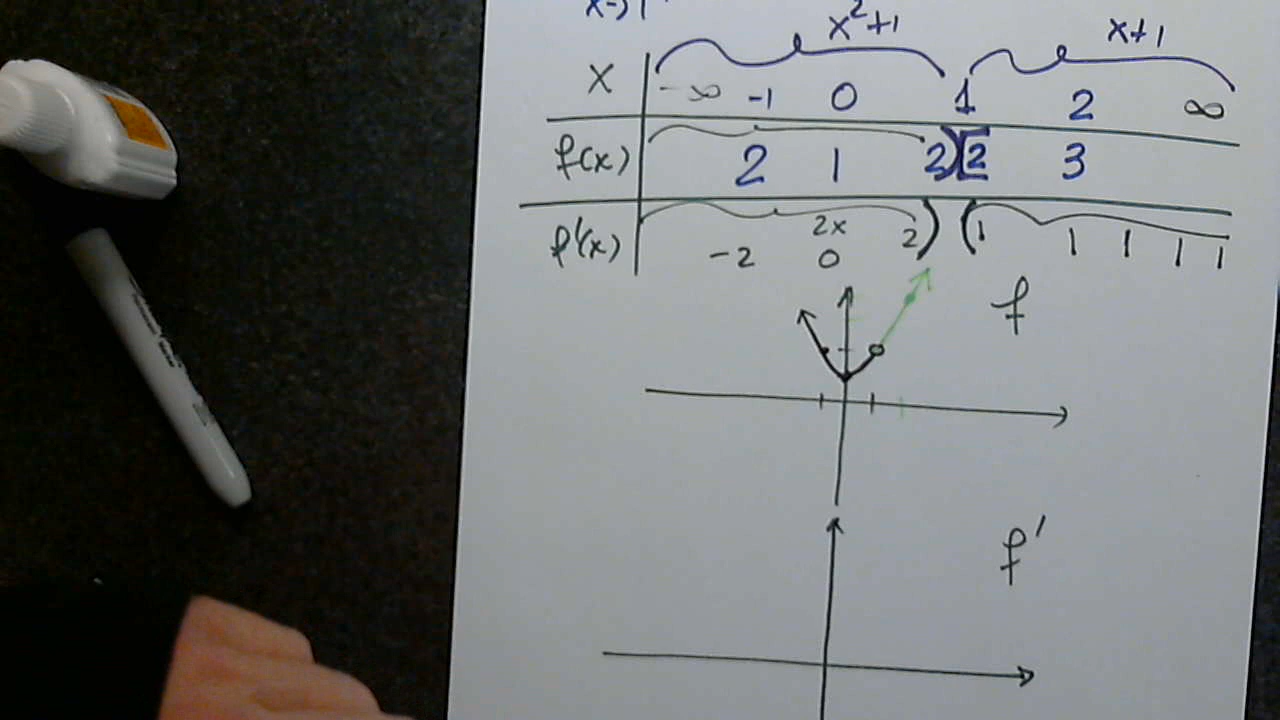 x→1
x²+1 x+1
x -∞ -1 0 1 2 ∞
f(x) 2 1 2)[2 3
2x
f'(x) -2 0 2) (1 1 1 1 1
f
f'